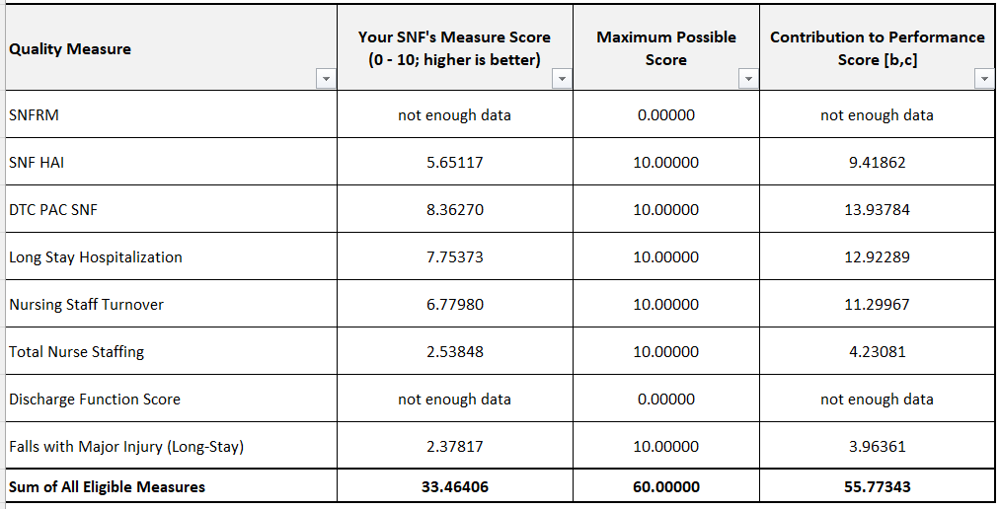 Quality Measure
Your SNF's Measure Score
(0 - 10; higher is better)
Maximum Possible
Score
Contribution to Performance
Score [b,c]
SNFRM not enough data 0.00000 not enough data
SNF HAI 5.65117 10.00000 9.41862
DTC PAC SNF 8.36270 10.00000 13.93784
Long Stay Hospitalization 7.75373 10.00000 12.92289
Nursing Staff Turnover 6.77980 10.00000 11.29967
Total Nurse Staffing 2.53848 10.00000 4.23081
Discharge Function Score not enough data 0.00000 not enough data
Falls with Major Injury (Long-Stay) 2.37817 10.00000 3.96361
Sum of All Eligible Measures 33.46406 60.00000 55.77343